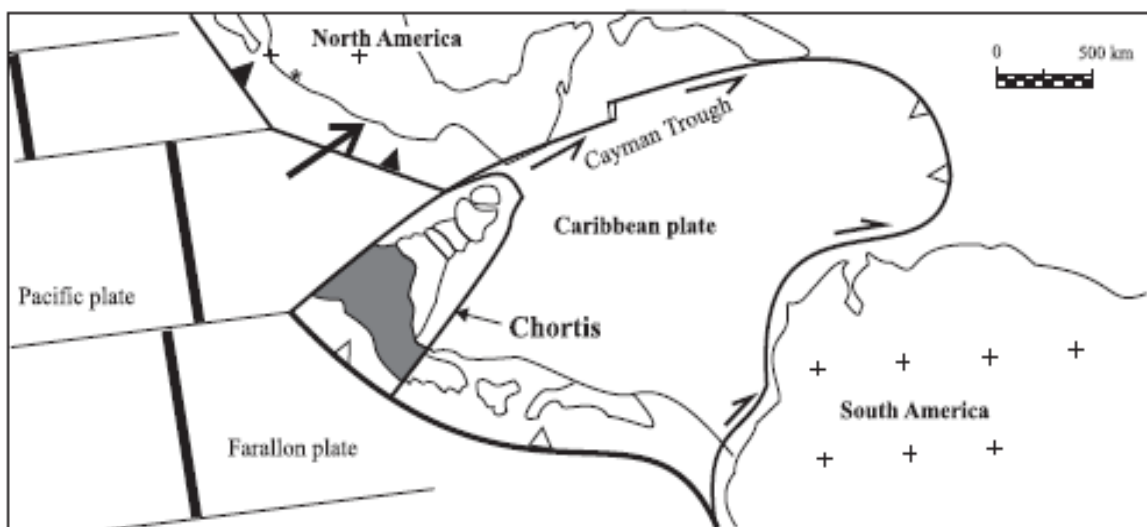 North America
0 500 km
Cayman Trough
Caribbean plate
Pacific plate
Chortis
South America
Farallon plate